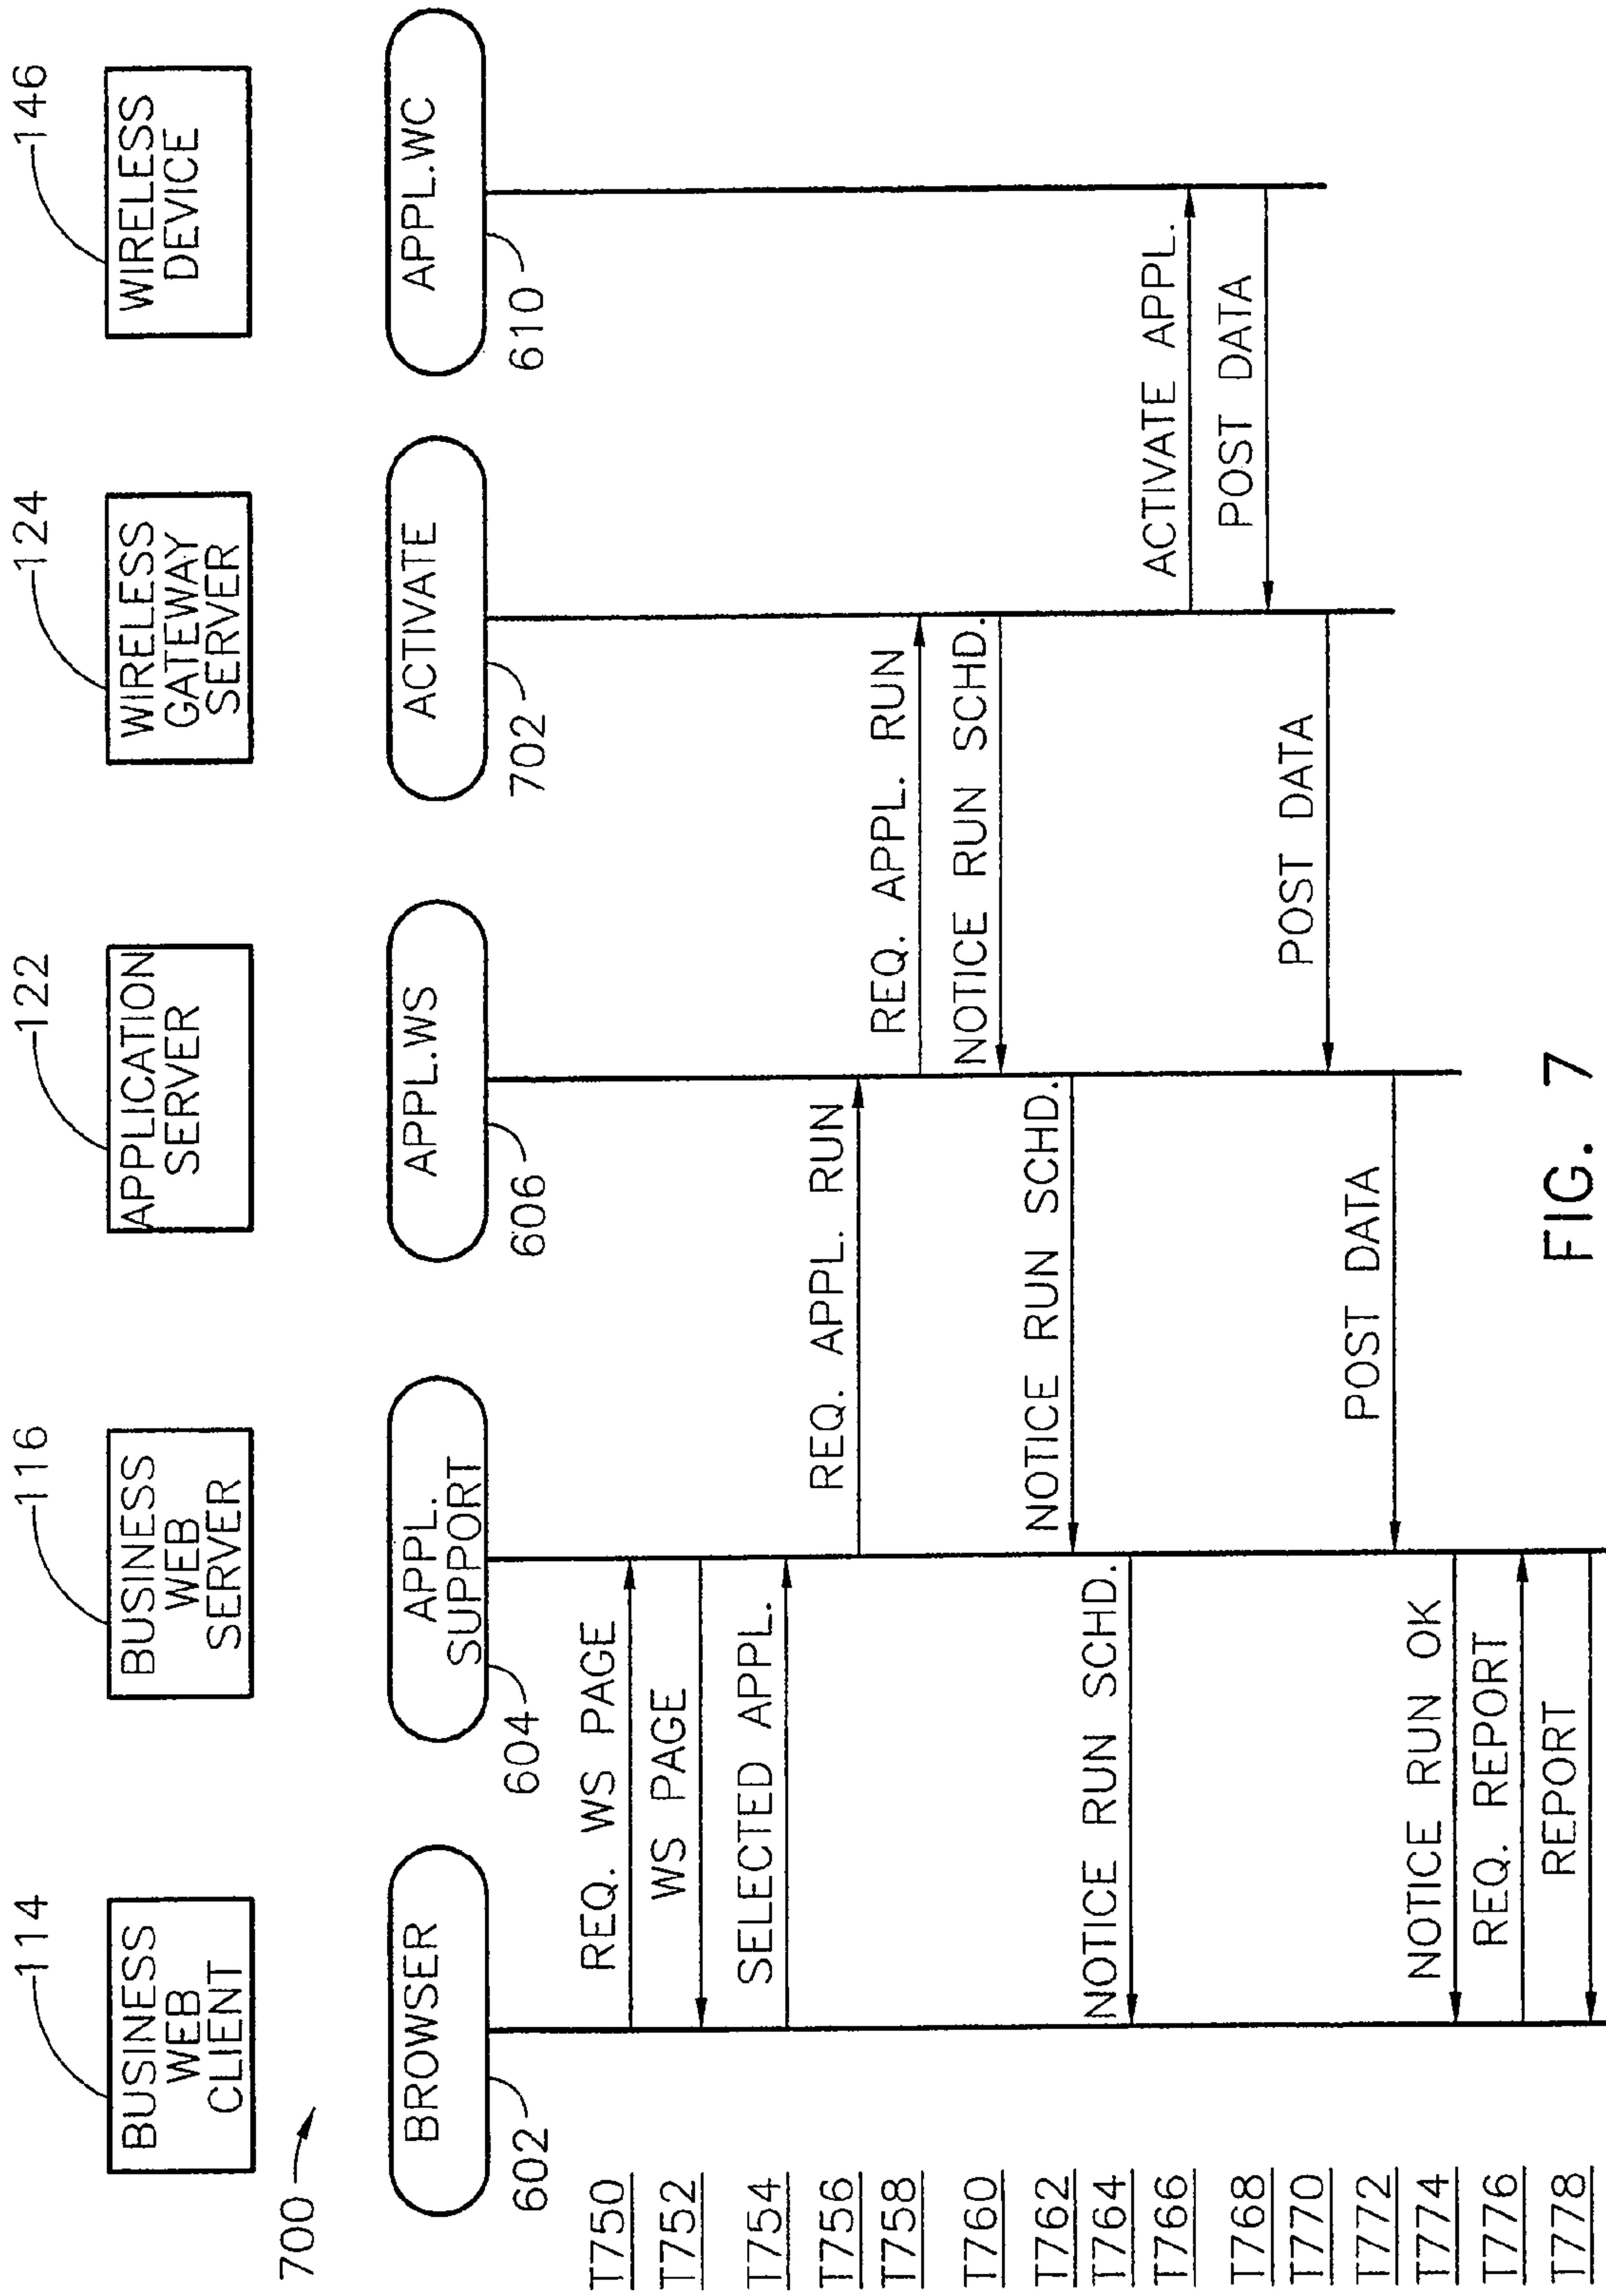 114
116
122
124
146
BUSINESS
WEB
CLIENT
BUSINESS
WEB
SERVER
APPLICATION
SERVER
WIRELESS
GATEWAY
SERVER
WIRELESS
DEVICE
700
BROWSER
APPL.
SUPPORT
APPL.WS
ACTIVATE
APPL.WC
602
604
606
702
610
T750
REQ. WS PAGE
T752
WS PAGE
T754
SELECTED APPL.
T756
REQ. APPL. RUN
T758
REQ. APPL. RUN
T760
NOTICE RUN SCHD.
T762
NOTICE RUN SCHD.
T764
NOTICE RUN SCHD.
T766
ACTIVATE APPL.
T768
POST DATA
T770
POST DATA
T772
POST DATA
T774
NOTICE RUN OK
T776
REQ. REPORT
T778
REPORT
FIG. 7